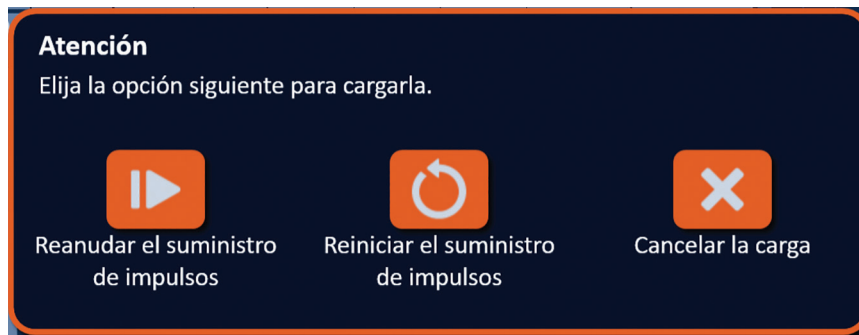 Atención
Elija la opción siguiente para cargarla.
Reanudar el suministro
de impulsos
Reiniciar el suministro
de impulsos
Cancelar la carga